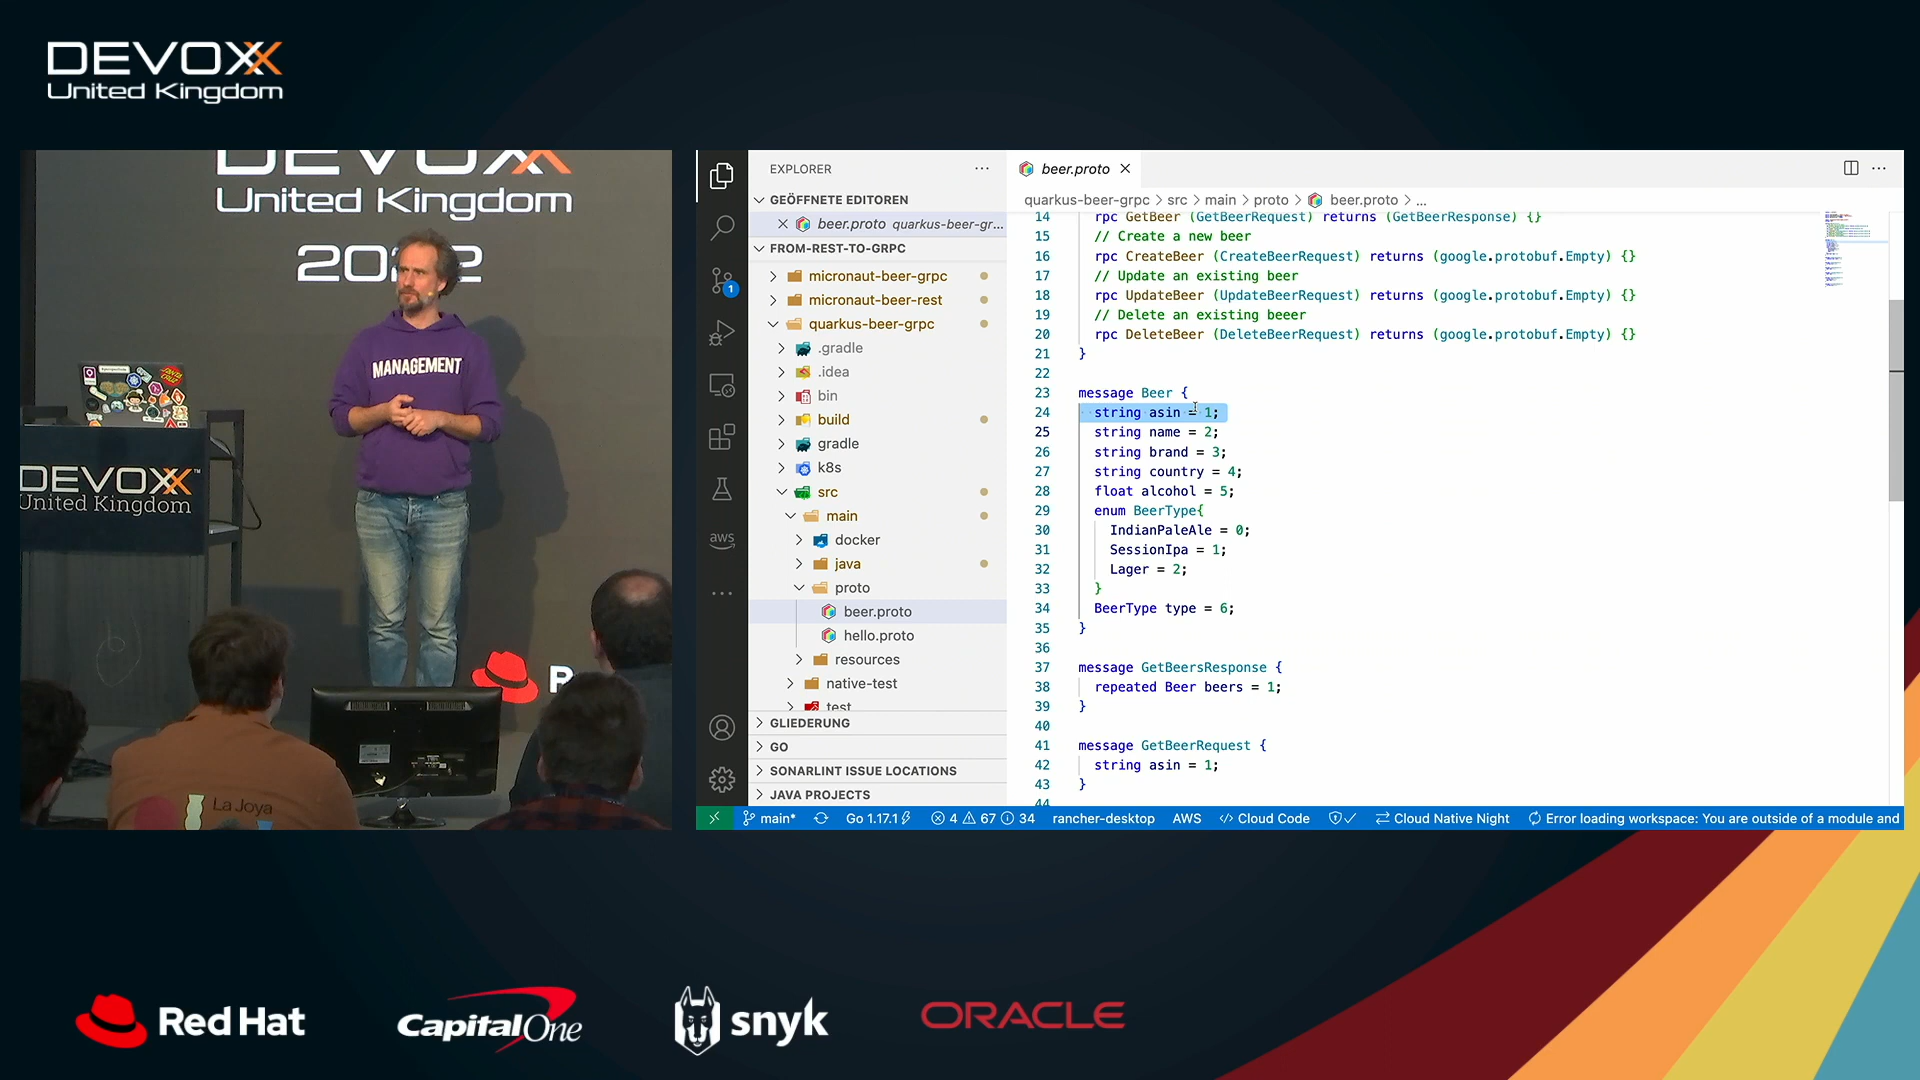 DEVOXX
United Kingdom
DEVOXX
United Kingdom
MANAGEMENT
DEVOXX™
United Kingdom
La Joya
EXPLORER
GEÖFFNETE EDITOREN
beer.proto quarkus-beer-gr...
FROM-REST-TO-GRPC
micronaut-beer-grpc
micronaut-beer-rest
quarkus-beer-grpc
.gradle
.idea
bin
build
gradle
k8s
src
main
docker
java
proto
beer.proto
hello.proto
resources
native-test
test
GLIEDERUNG
GO
SONARLINT ISSUE LOCATIONS
JAVA PROJECTS
1
aws
beer.proto
quarkus-beer-grpc > src > main > proto > beer.proto > ...
14 rpc GetBeer (GetBeerRequest) returns (GetBeerResponse) {}
15 // Create a new beer
16 rpc CreateBeer (CreateBeerRequest) returns (google.protobuf.Empty) {}
17 // Update an existing beer
18 rpc UpdateBeer (UpdateBeerRequest) returns (google.protobuf.Empty) {}
19 // Delete an existing beeer
20 rpc DeleteBeer (DeleteBeerRequest) returns (google.protobuf.Empty) {}
21 }
22
23 message Beer {
24 string asin = 1;
25 string name = 2;
26 string brand = 3;
27 string country = 4;
28 float alcohol = 5;
29 enum BeerType{
30 IndianPaleAle = 0;
31 SessionIpa = 1;
32 Lager = 2;
33 }
34 BeerType type = 6;
35 }
36
37 message GetBeersResponse {
38 repeated Beer beers = 1;
39 }
40
41 message GetBeerRequest {
42 string asin = 1;
43 }
44
main* Go 1.17.1 4 67 34 rancher-desktop AWS Cloud Code Cloud Native Night Error loading workspace: You are outside of a module and
Red Hat
Capital One
snyk
ORACLE